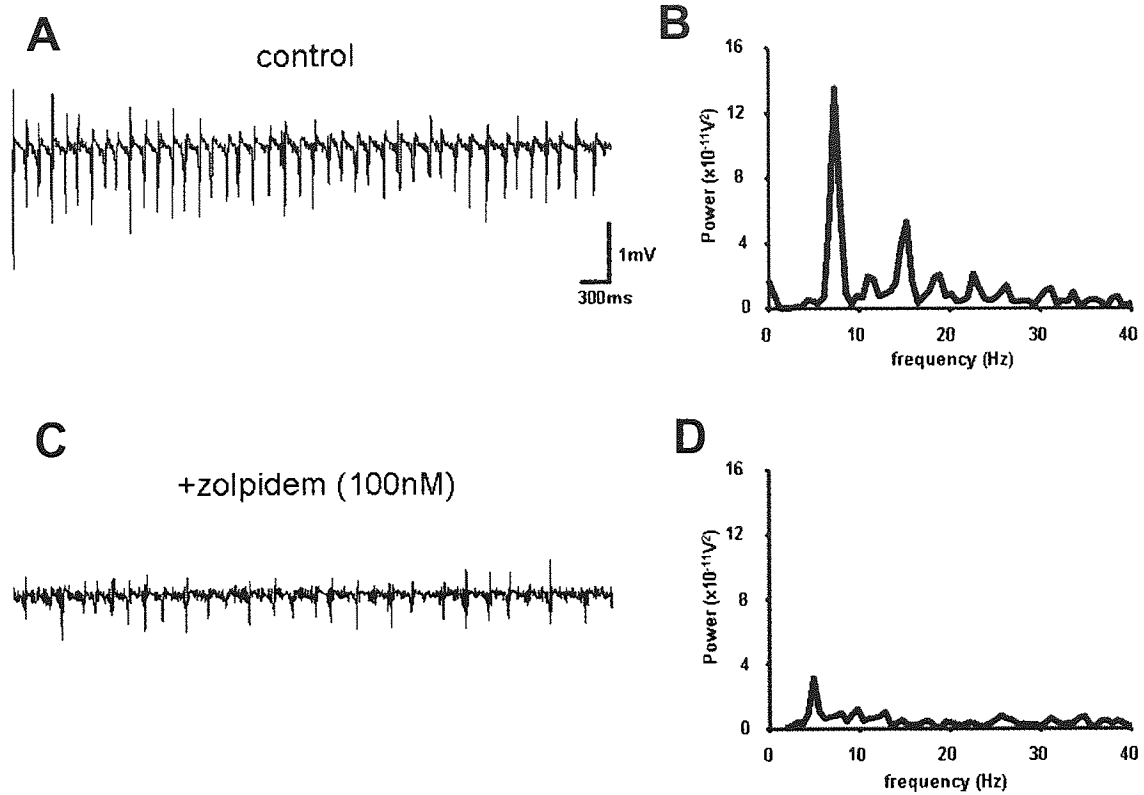 A
control
1mV
300ms
B
16
12
8
4
0
Power (x10⁻¹¹V²)
0 10 20 30 40
frequency (Hz)
C
+zolpidem (100nM)
D
16
12
8
4
0
Power (x10⁻¹¹V²)
0 10 20 30 40
frequency (Hz)